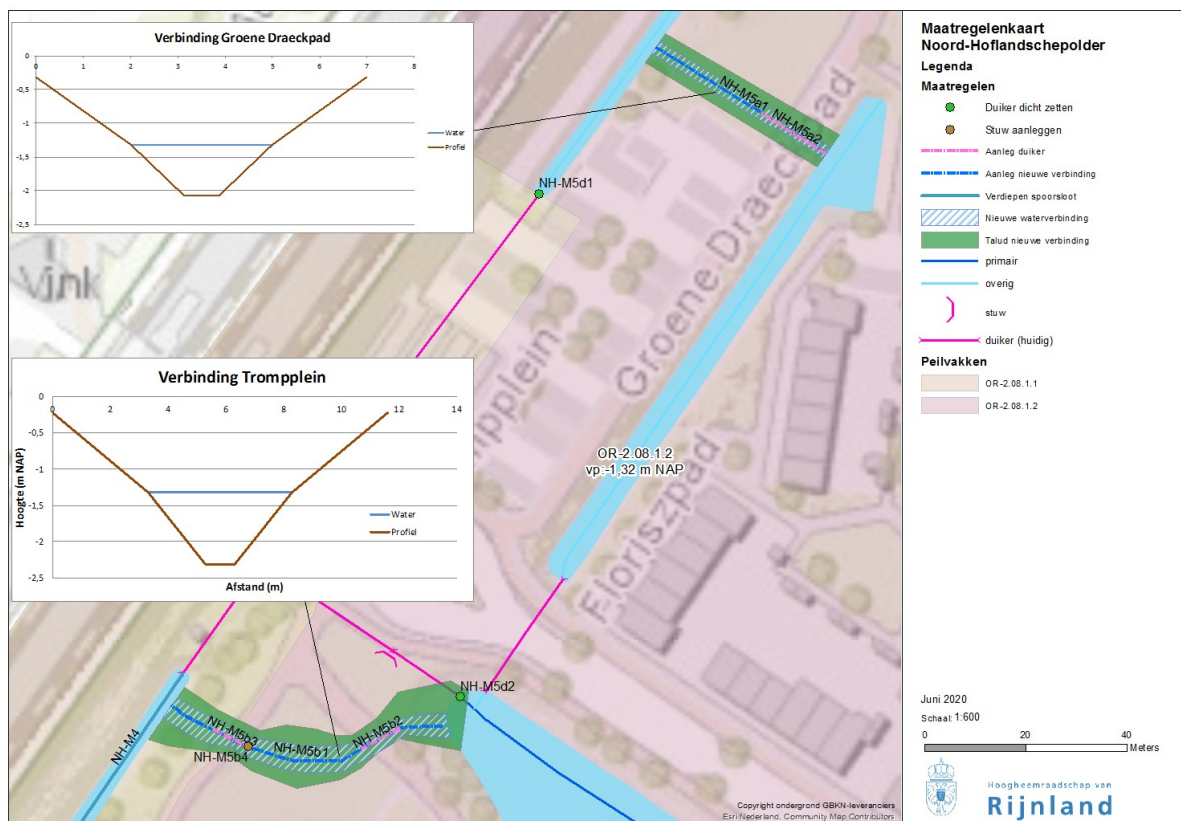 Verbinding Groene Draeckpad
0
-0,5
-1
-1,5
-2
-2,5
0 1 2 3 4 5 6 7 8
Water
Profiel
Verbinding Trompplein
0
-0,5
-1
-1,5
-2
-2,5
0 2 4 6 8 10 12 14
Hoogte (m NAP)
Water
Profiel
Afstand (m)
Vink
NH-M5a1
NH-M5a2
NH-M5d1
Groene Draeckpad
mpplein
OR-2.08.1.2
vp:-1,32 m NAP
Floriszpad
NH-M5d2
NH-M4
NH-M5b3
NH-M5b4
NH-M5b1
NH-M5b2
Copyright ondergrond GBKN-leveranciers
Esri Nederland, Community Map Contributors
Maatregelenkaart
Noord-Hoflandschepolder
Legenda
Maatregelen
Duiker dicht zetten
Stuw aanleggen
Aanleg duiker
Aanleg nieuwe verbinding
Verdiepen spoorsloot
Nieuwe waterverbinding
Talud nieuwe verbinding
primair
overig
stuw
duiker (huidig)
Peilvakken
OR-2.08.1.1
OR-2.08.1.2
Juni 2020
Schaal: 1:600
0 20 40
Meters
Hoogheemraadschap van
Rijnland